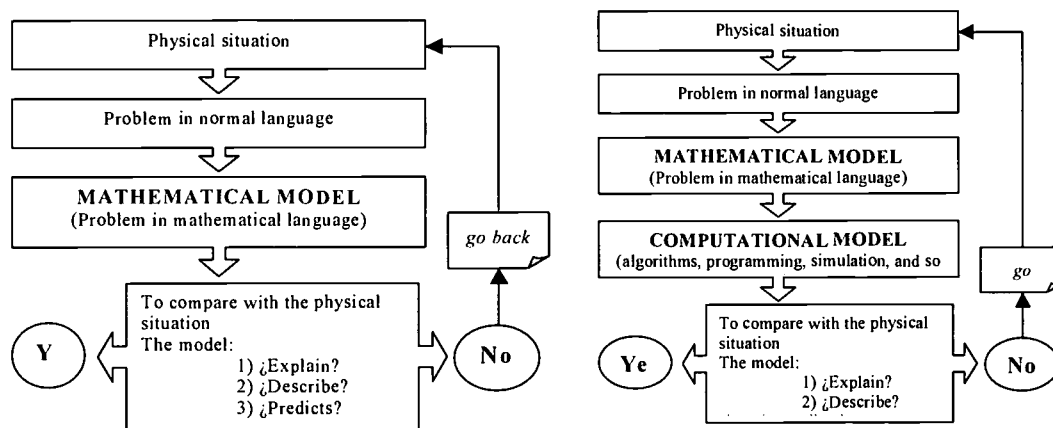 Physical situation
Problem in normal language
MATHEMATICAL MODEL
(Problem in mathematical language)
go back
To compare with the physical
situation
The model:
1) ¿Explain?
2) ¿Describe?
3) ¿Predicts?
Y
No
Physical situation
Problem in normal language
MATHEMATICAL MODEL
(Problem in mathematical language)
COMPUTATIONAL MODEL
(algorithms, programming, simulation, and so
go
To compare with the physical
situation
The model:
1) ¿Explain?
2) ¿Describe?
Ye
No